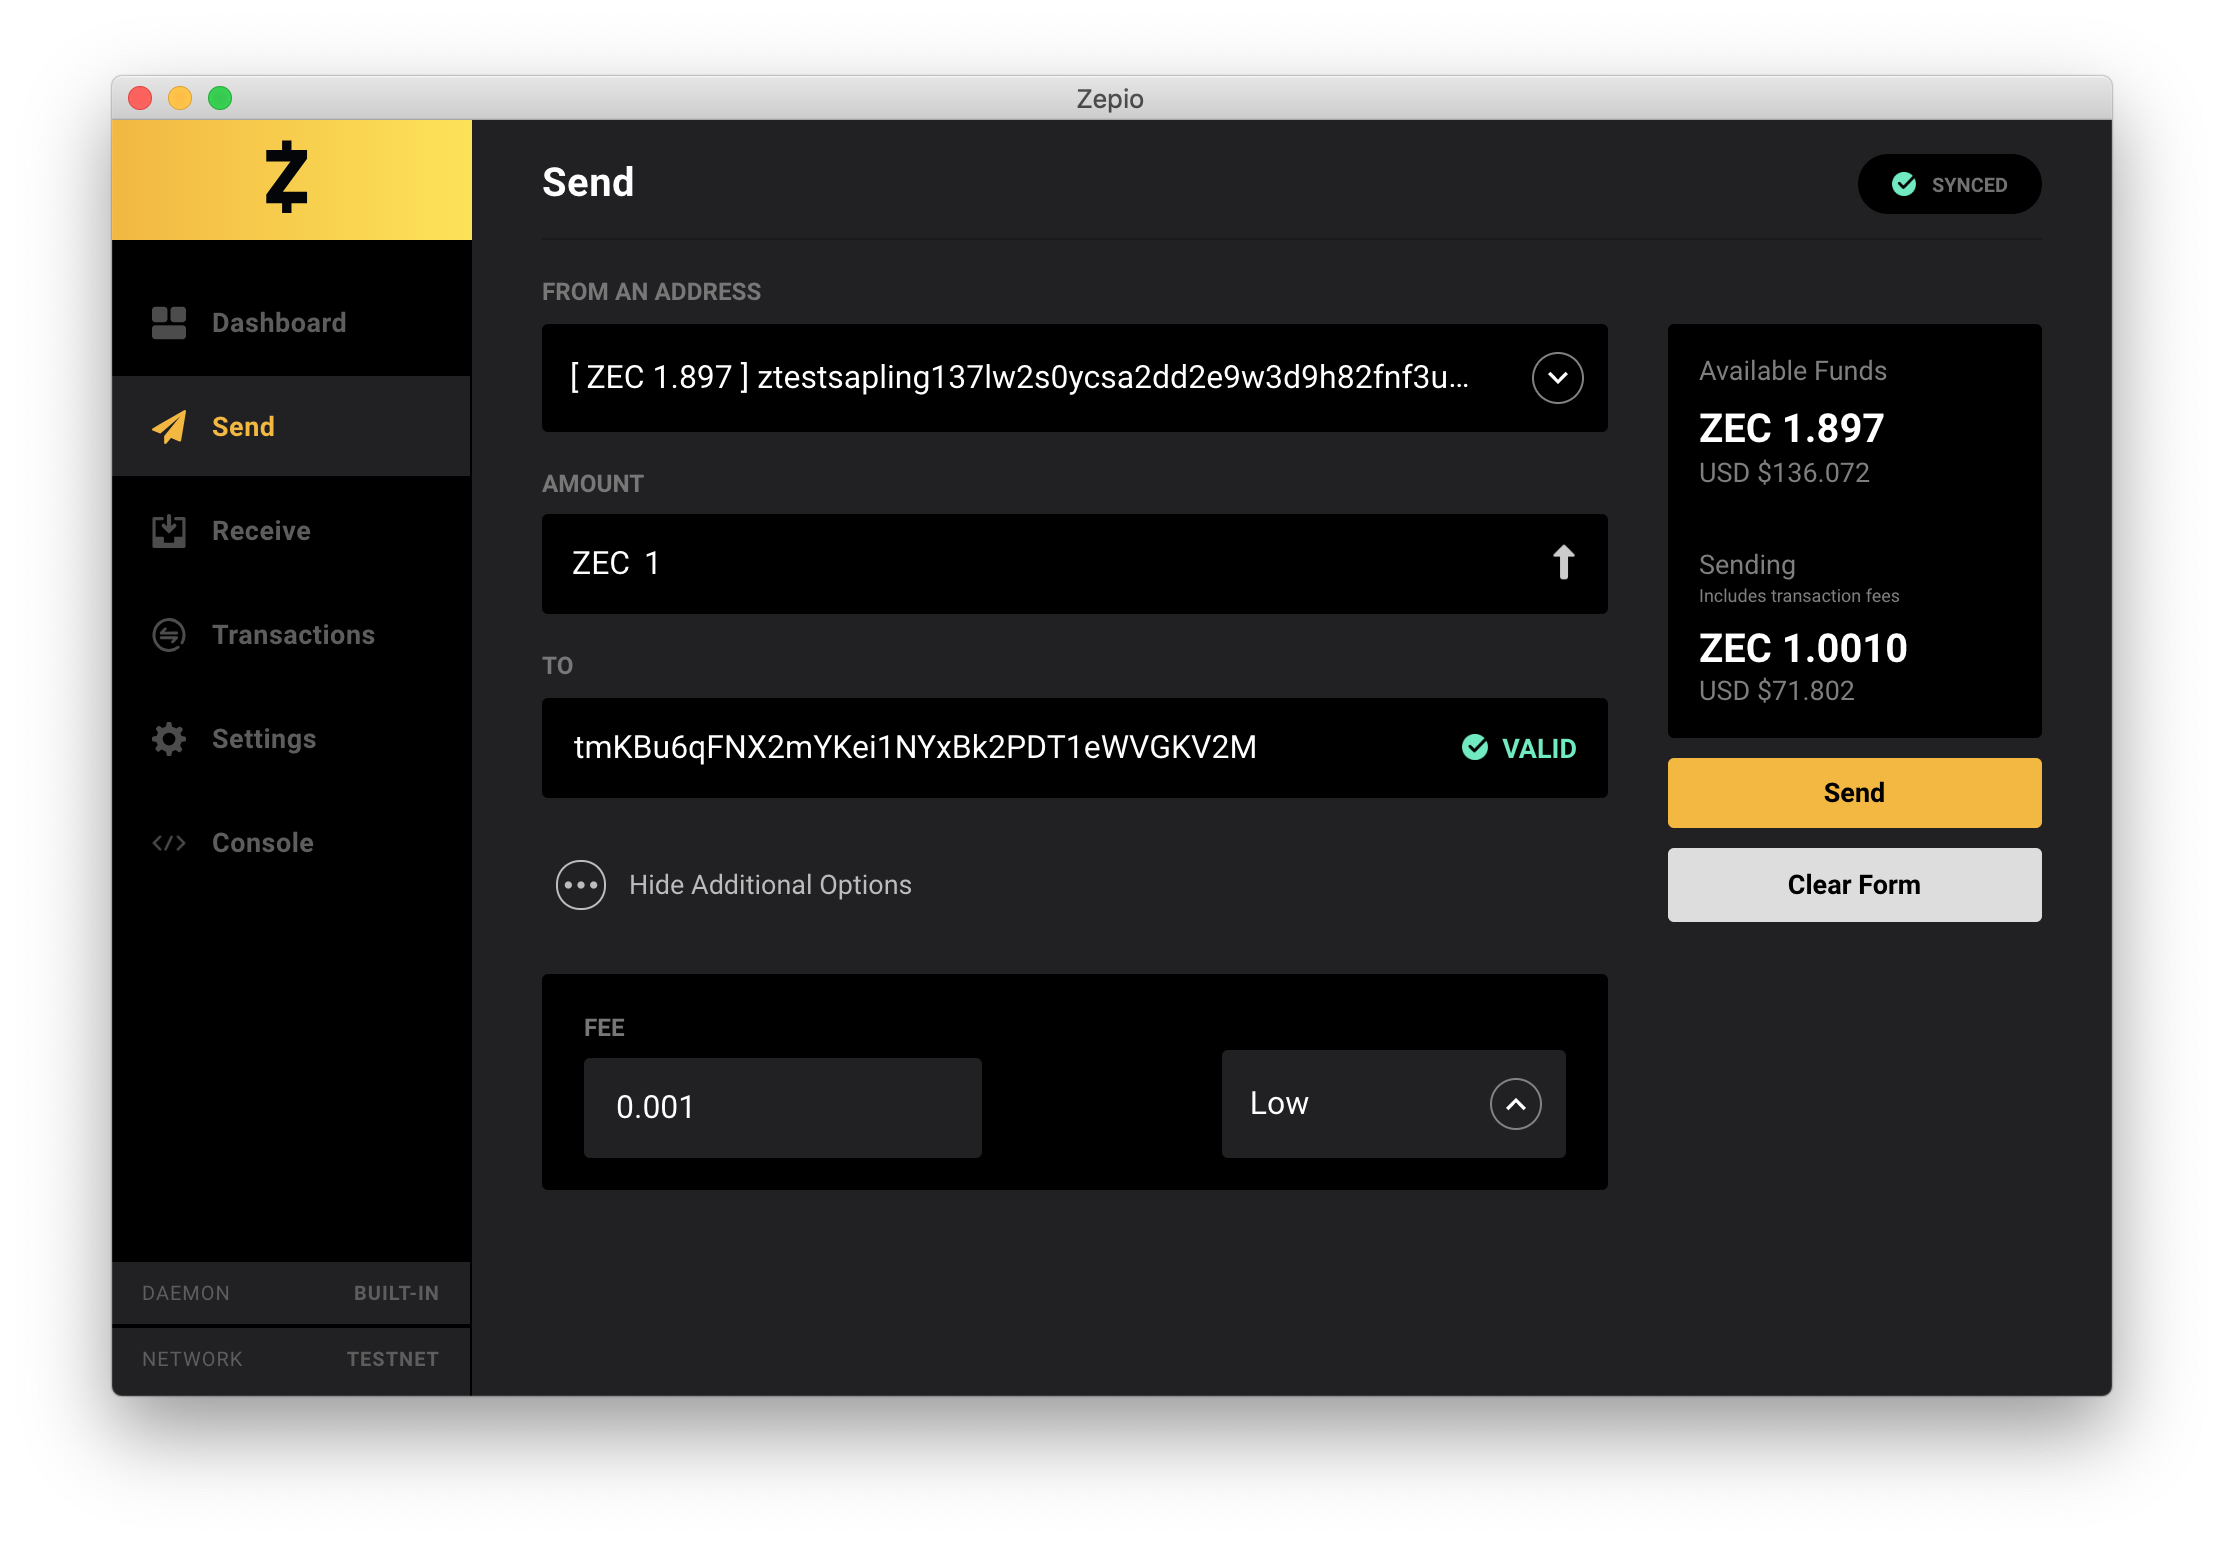 Zepio
Send
SYNCED
Dashboard
Send
Receive
Transactions
Settings
Console
DAEMON BUILT-IN
NETWORK TESTNET
FROM AN ADDRESS
[ ZEC 1.897 ] ztestsapling137lw2s0ycsa2dd2e9w3d9h82fnf3u...
AMOUNT
ZEC 1
TO
tmKBu6qFNX2mYKei1NYxBk2PDT1eWVGKV2M
VALID
Hide Additional Options
FEE
0.001
Low
Available Funds
ZEC 1.897
USD $136.072
Sending
Includes transaction fees
ZEC 1.0010
USD $71.802
Send
Clear Form